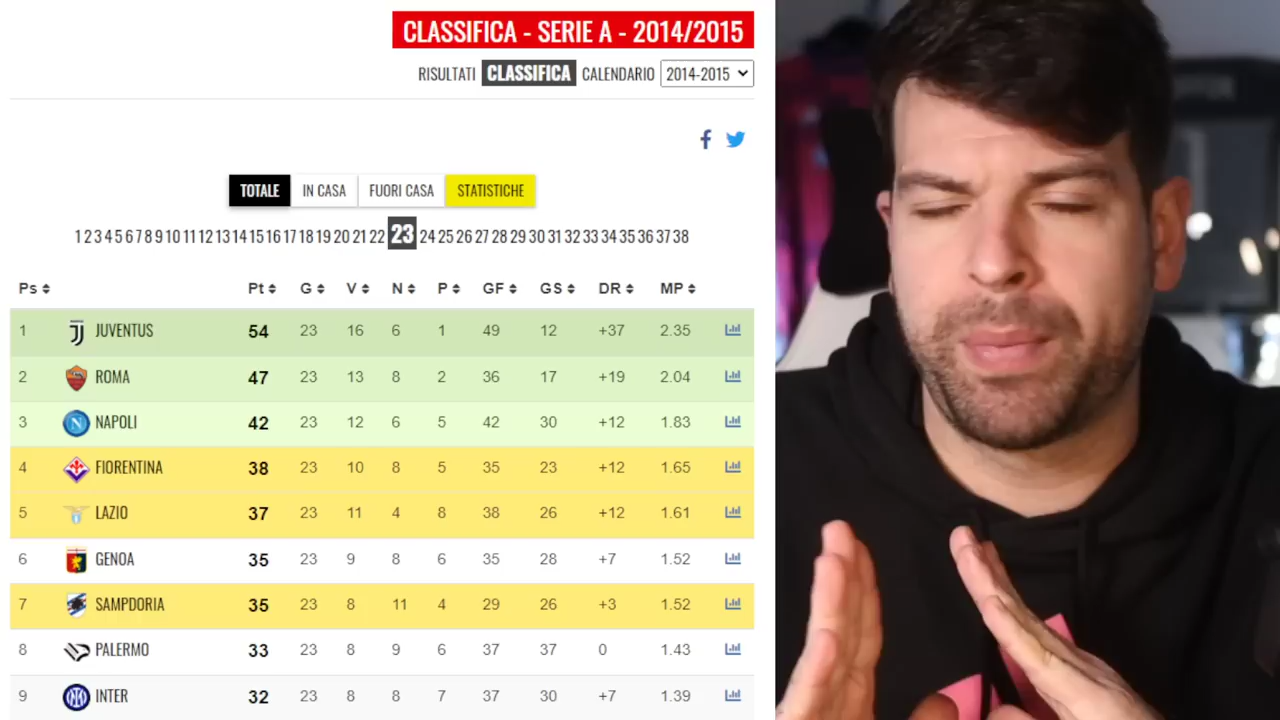 CLASSIFICA - SERIE A - 2014/2015
RISULTATI CLASSIFICA CALENDARIO 2014-2015
TOTALE IN CASA FUORI CASA STATISTICHE
1 2 3 4 5 6 7 8 9 10 11 12 13 14 15 16 17 18 19 20 21 22 23 24 25 26 27 28 29 30 31 32 33 34 35 36 37 38
Ps Pt G V N P GF GS DR MP
1 JUVENTUS 54 23 16 6 1 49 12 +37 2.35
2 ROMA 47 23 13 8 2 36 17 +19 2.04
3 NAPOLI 42 23 12 6 5 42 30 +12 1.83
4 FIORENTINA 38 23 10 8 5 35 23 +12 1.65
5 LAZIO 37 23 11 4 8 38 26 +12 1.61
6 GENOA 35 23 9 8 6 35 28 +7 1.52
7 SAMPDORIA 35 23 8 11 4 29 26 +3 1.52
8 PALERMO 33 23 8 9 6 37 37 0 1.43
9 INTER 32 23 8 8 7 37 30 +7 1.39